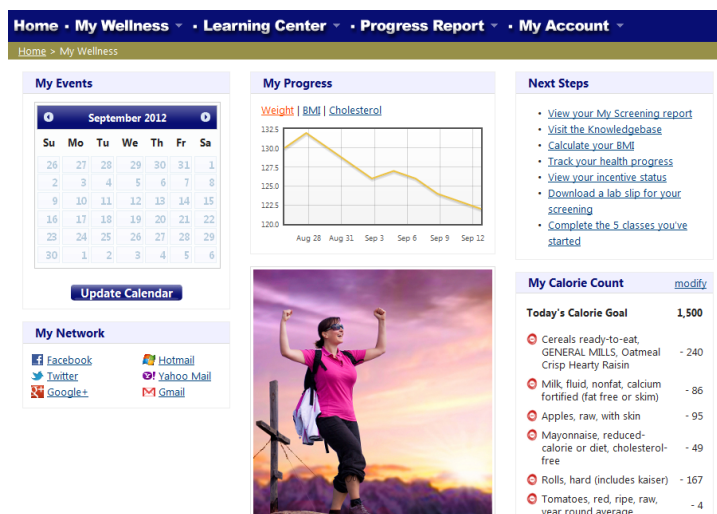 Home · My Wellness · Learning Center · Progress Report · My Account
Home > My Wellness
My Events
September 2012
Su Mo Tu We Th Fr Sa
26 27 28 29 30 31 1
2 3 4 5 6 7 8
9 10 11 12 13 14 15
16 17 18 19 20 21 22
23 24 25 26 27 28 29
30 1 2 3 4 5 6
Update Calendar
My Network
Facebook Hotmail
Twitter Yahoo Mail
Google+ Gmail
My Progress
Weight | BMI | Cholesterol
132.5
130.0
127.5
125.0
122.5
120.0
Aug 28 Aug 31 Sep 3 Sep 6 Sep 9 Sep 12
Next Steps
• View your My Screening report
• Visit the Knowledgebase
• Calculate your BMI
• Track your health progress
• View your incentive status
• Download a lab slip for your
screening
• Complete the 5 classes you've
started
My Calorie Count modify
Today's Calorie Goal 1,500
Cereals ready-to-eat,
GENERAL MILLS, Oatmeal - 240
Crisp Hearty Raisin
Milk, fluid, nonfat, calcium
fortified (fat free or skim) - 86
Apples, raw, with skin - 95
Mayonnaise, reduced-
calorie or diet, cholesterol- - 49
free
Rolls, hard (includes kaiser) - 167
Tomatoes, red, ripe, raw,
year round average - 4